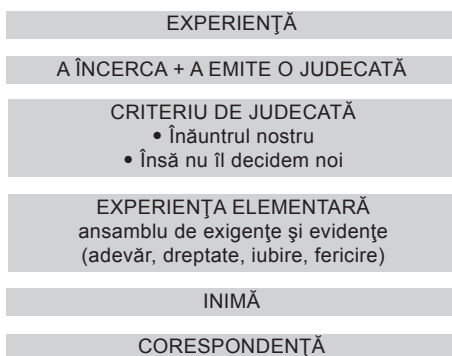 EXPERIENŢĂ
A ÎNCERCA + A EMITE O JUDECATĂ
CRITERIU DE JUDECATĂ
• Înăuntrul nostru
• Însă nu îl decidem noi
EXPERIENŢA ELEMENTARĂ
ansamblu de exigenţe şi evidenţe
(adevăr, dreptate, iubire, fericire)
INIMĂ
CORESPONDENŢĂ